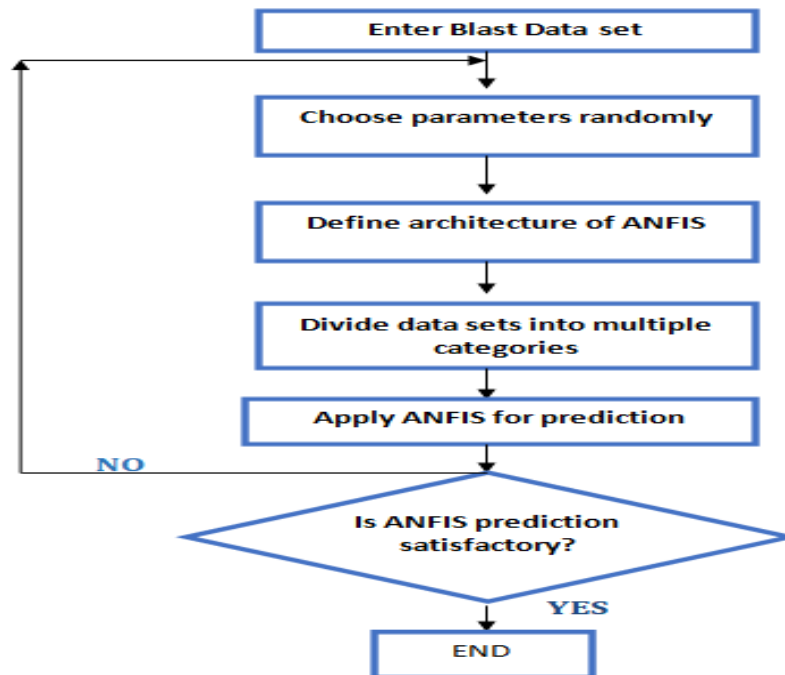 Enter Blast Data set
Choose parameters randomly
Define architecture of ANFIS
Divide data sets into multiple
categories
Apply ANFIS for prediction
NO
Is ANFIS prediction
satisfactory?
YES
END